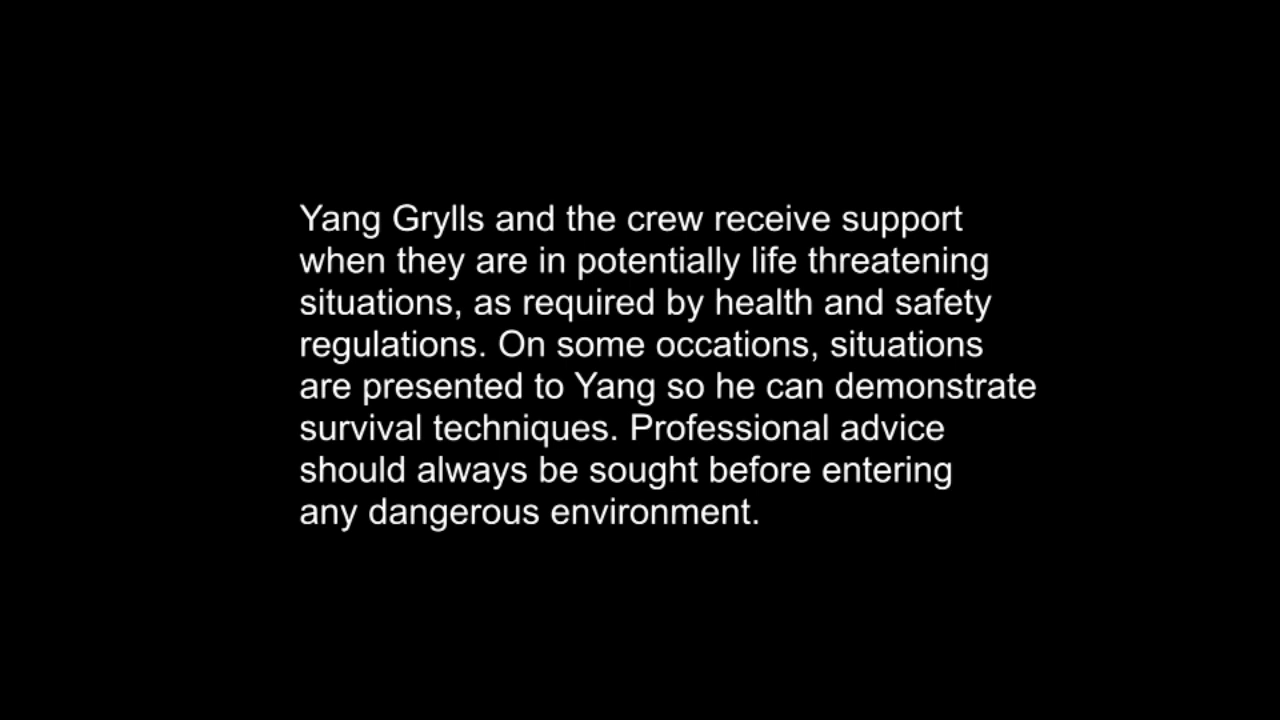 Yang Grylls and the crew receive support
when they are in potentially life threatening
situations, as required by health and safety
regulations. On some occations, situations
are presented to Yang so he can demonstrate
survival techniques. Professional advice
should always be sought before entering
any dangerous environment.